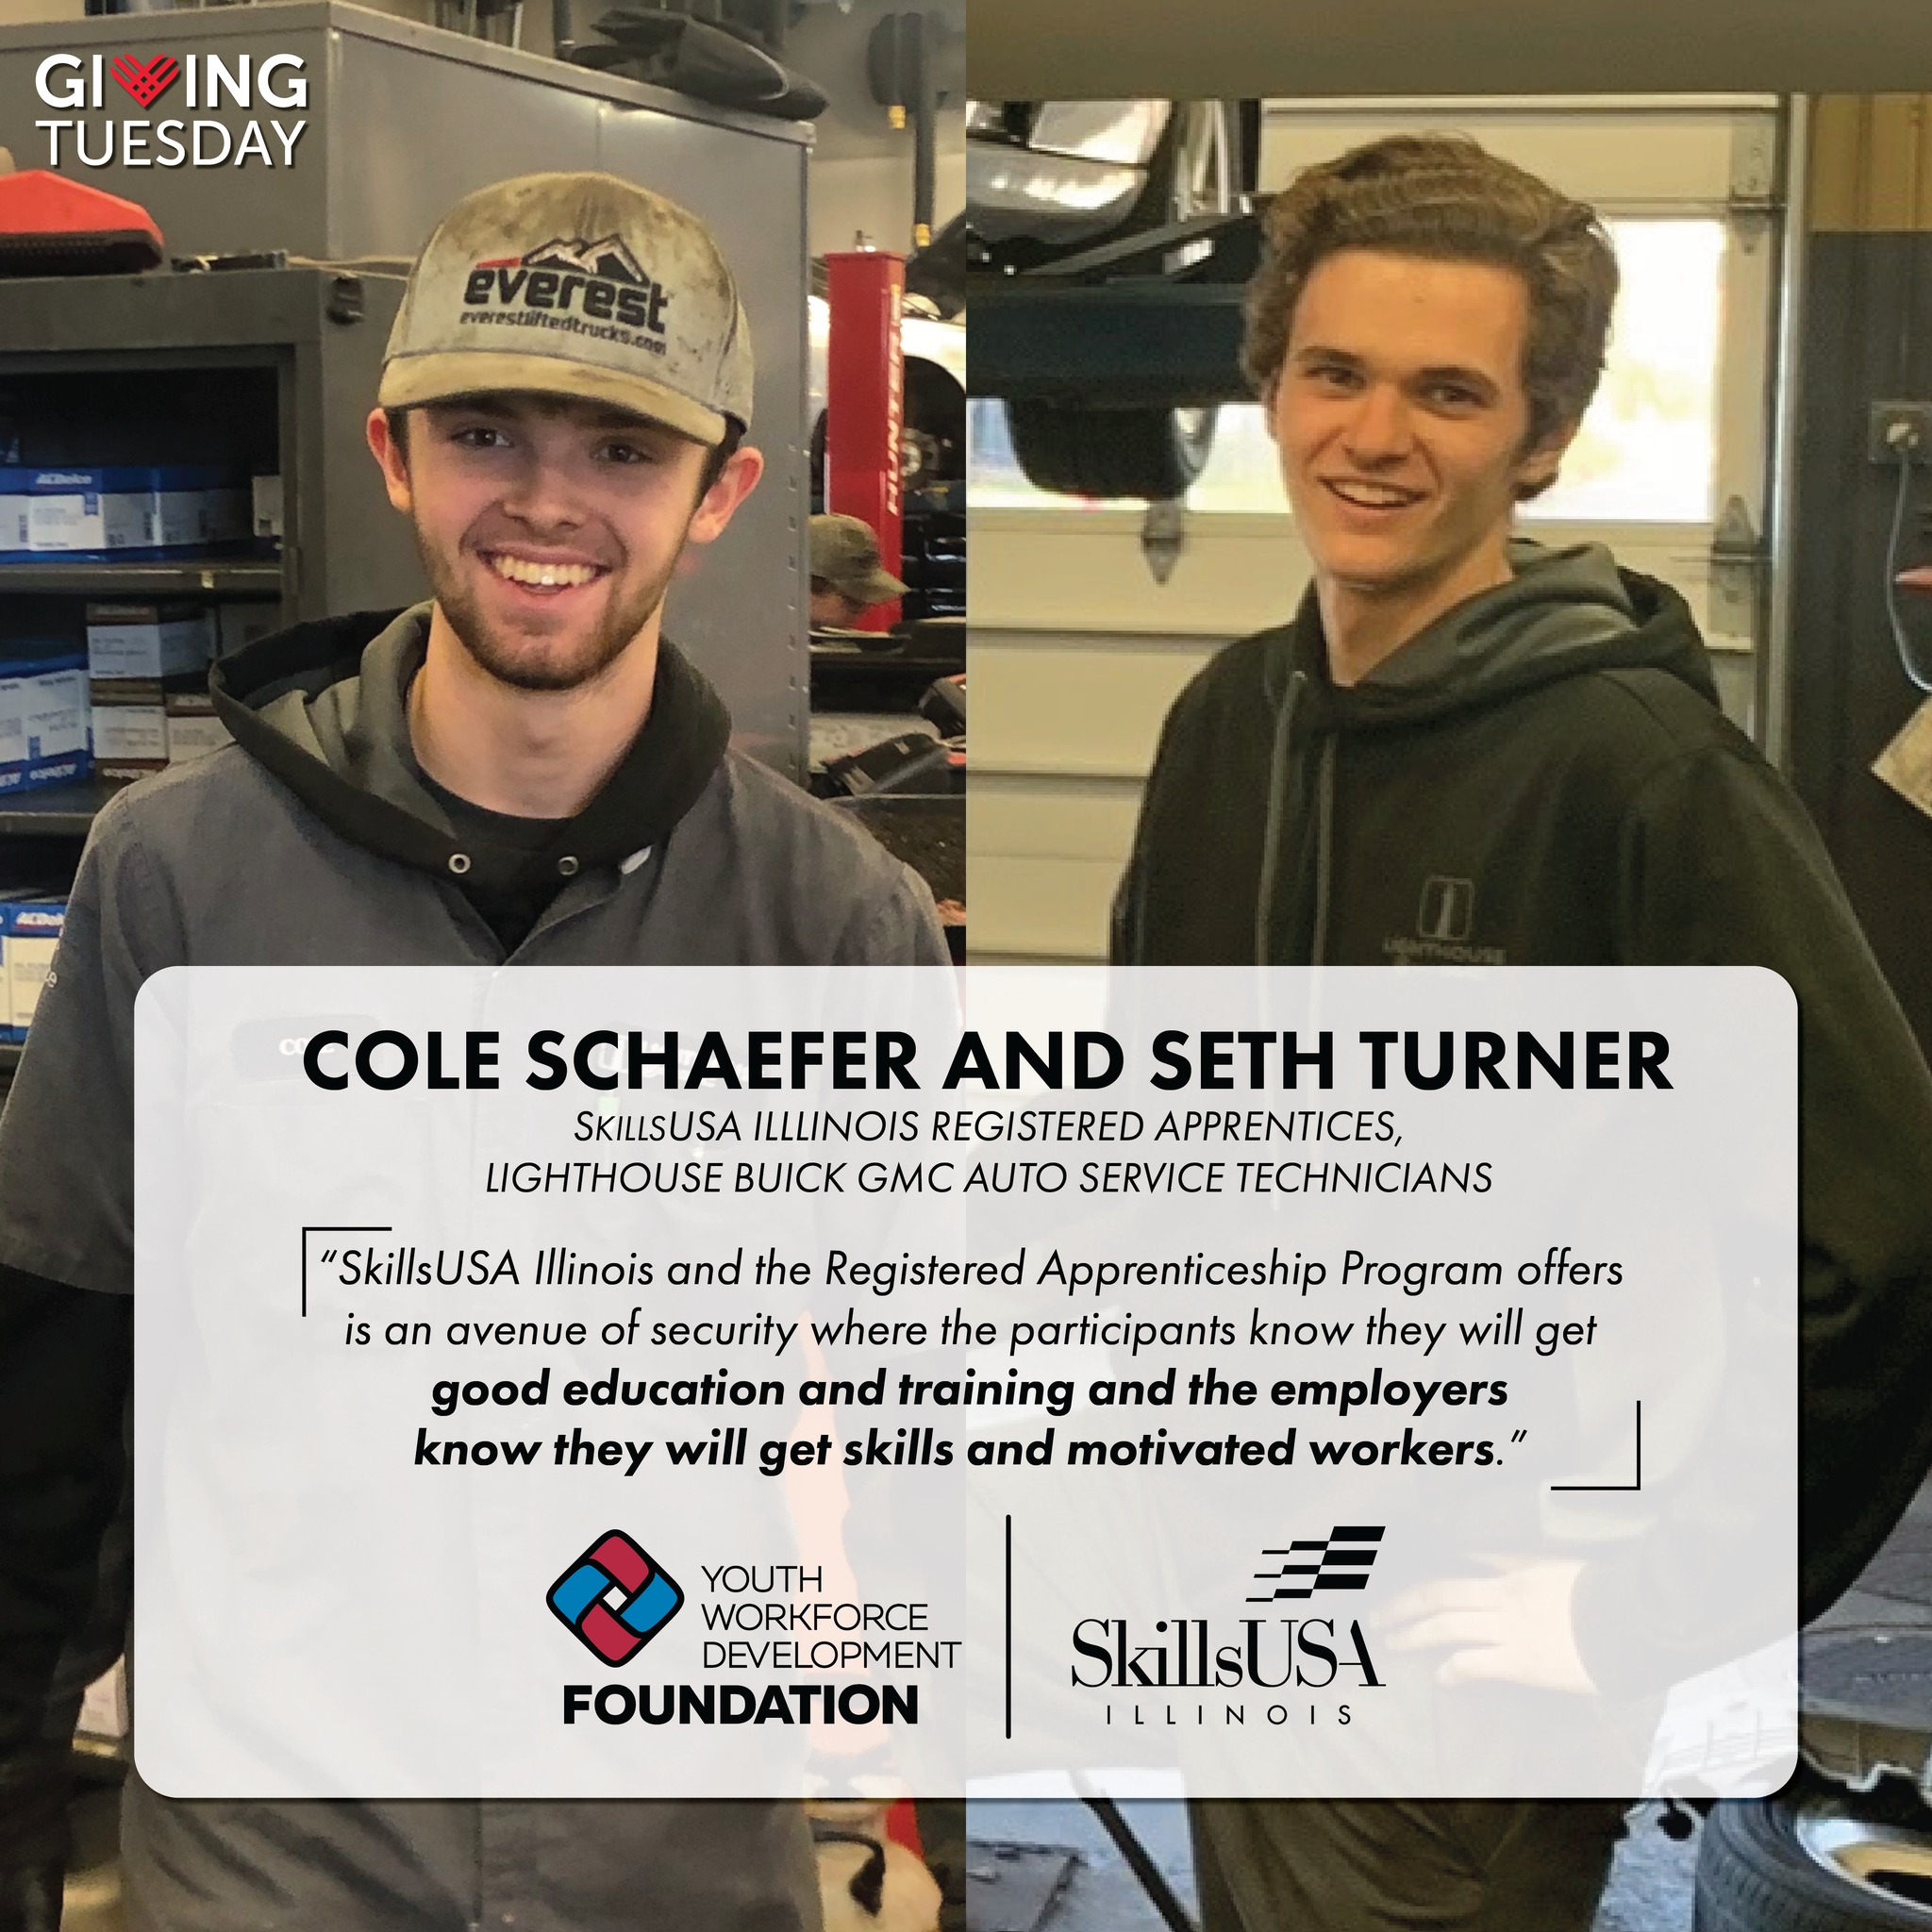 GIVING
TUESDAY
everest
everestliftedtrucks.com
HUNTER
ACDelco
LIGHTHOUSE
COLE SCHAEFER AND SETH TURNER
SKILLSUSA ILLLINOIS REGISTERED APPRENTICES,
LIGHTHOUSE BUICK GMC AUTO SERVICE TECHNICIANS
“SkillsUSA Illinois and the Registered Apprenticeship Program offers
is an avenue of security where the participants know they will get
good education and training and the employers
know they will get skills and motivated workers.”
YOUTH
WORKFORCE
DEVELOPMENT
FOUNDATION
SkillsUSA
ILLINOIS